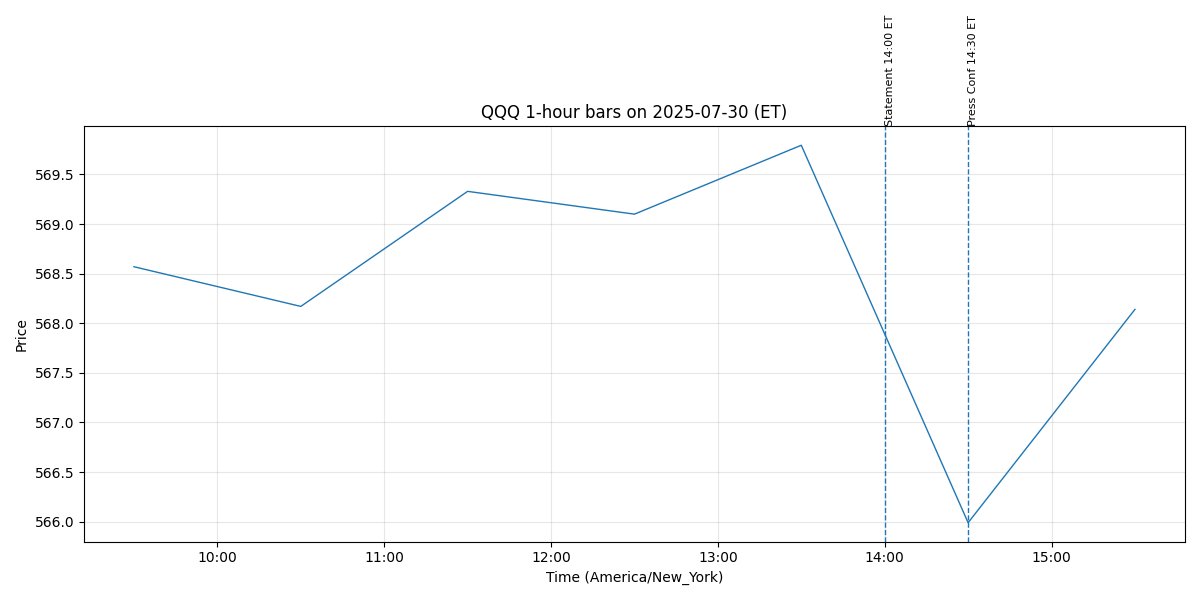 Statement 14:00 ET
Press Conf 14:30 ET
QQQ 1-hour bars on 2025-07-30 (ET)
Price
569.5
569.0
568.5
568.0
567.5
567.0
566.5
566.0
10:00
11:00
12:00
13:00
14:00
15:00
Time (America/New_York)